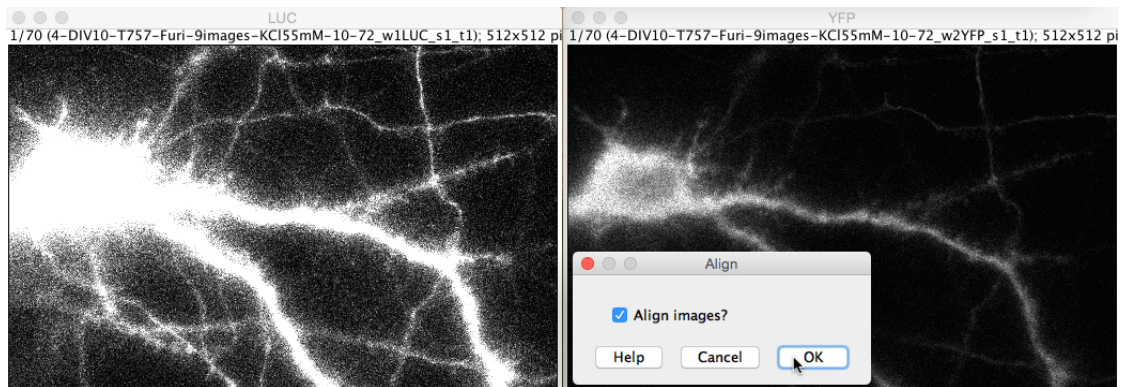 LUC
1/70 (4-DIV10-T757-Furi-9images-KCl55mM-10-72_w1LUC_s1_t1); 512x512 pi
YFP
1/70 (4-DIV10-T757-Furi-9images-KCl55mM-10-72_w2YFP_s1_t1); 512x512 pi
Align
Align images?
Help
Cancel
OK